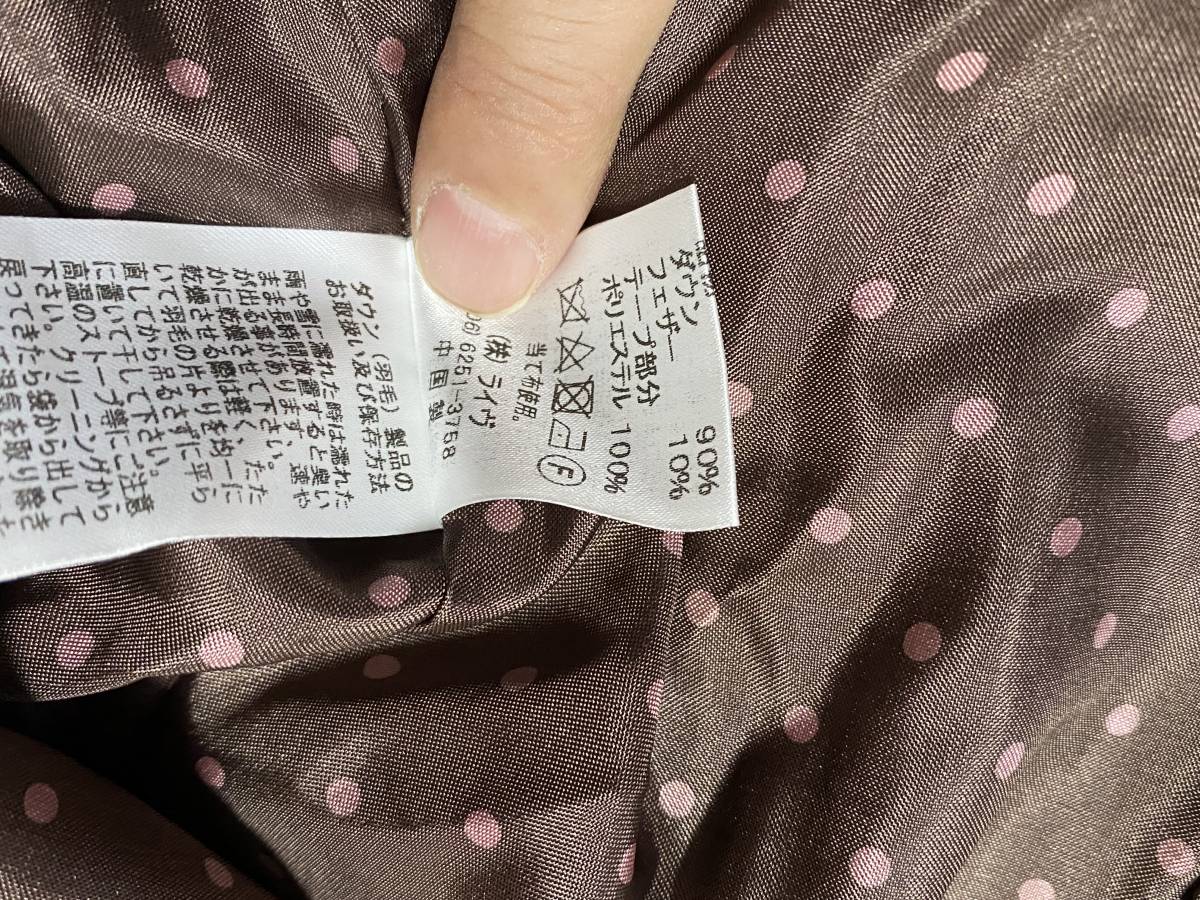 ダウン 90%
フェザー 10%
テープ部分
ポリエステル 100%
F
当て布使用。
㈱ライヴ
06)6251-3758
中国製
ダウン(羽毛)製品の
お取扱い及び保存方法
雨や雪に濡れた時は濡れた
まま長時間放置すると臭い
が出る事があります、速や
かに乾燥させて下さい。ただ
乾燥させる際は軽く、たた
いて羽毛の片よりを均一に
直してから吊るさずに平ら
に置いて干して下さい。
高温のストーブ等にご注意
下さい。クリーニングから
戻ってきたら袋から出して